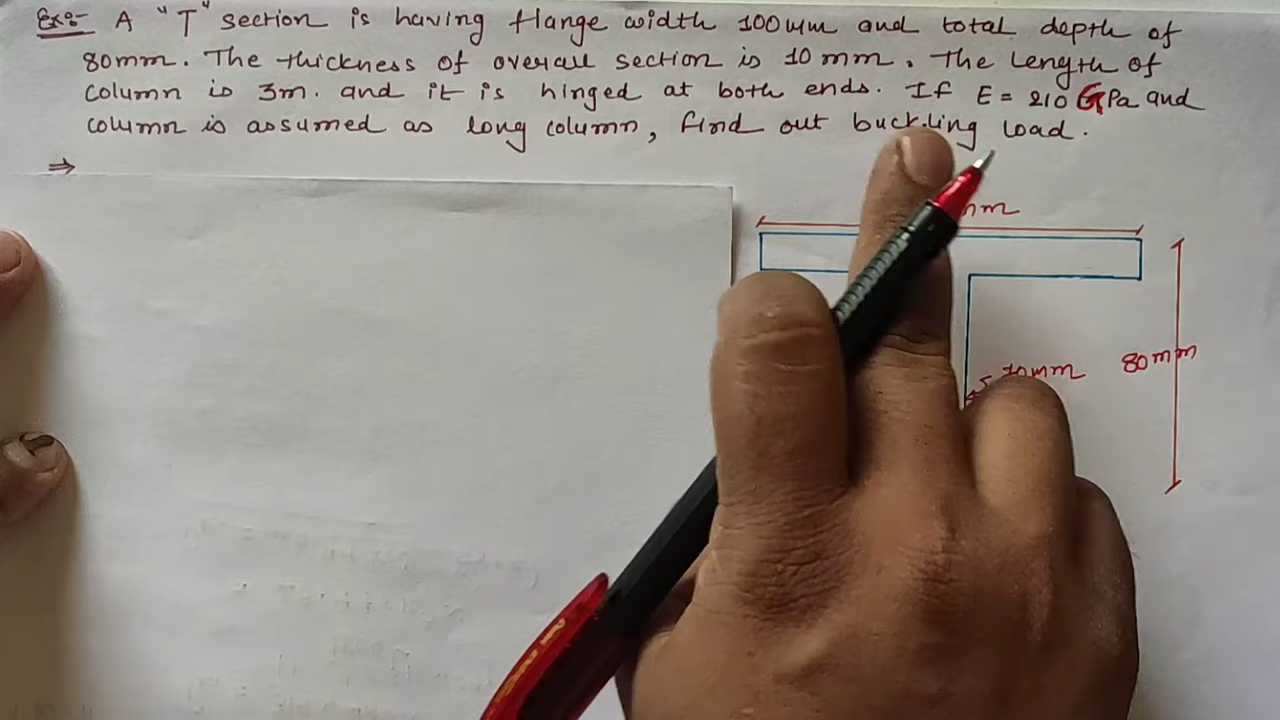 Ex:- A "T" section is having flange width 100mm and total depth of
80mm. The thickness of overall section is 10mm. The length of
column is 3m. and it is hinged at both ends. If E = 210 GPa and
column is assumed as long column, find out buckling load.
⇒
mm
10mm
80mm